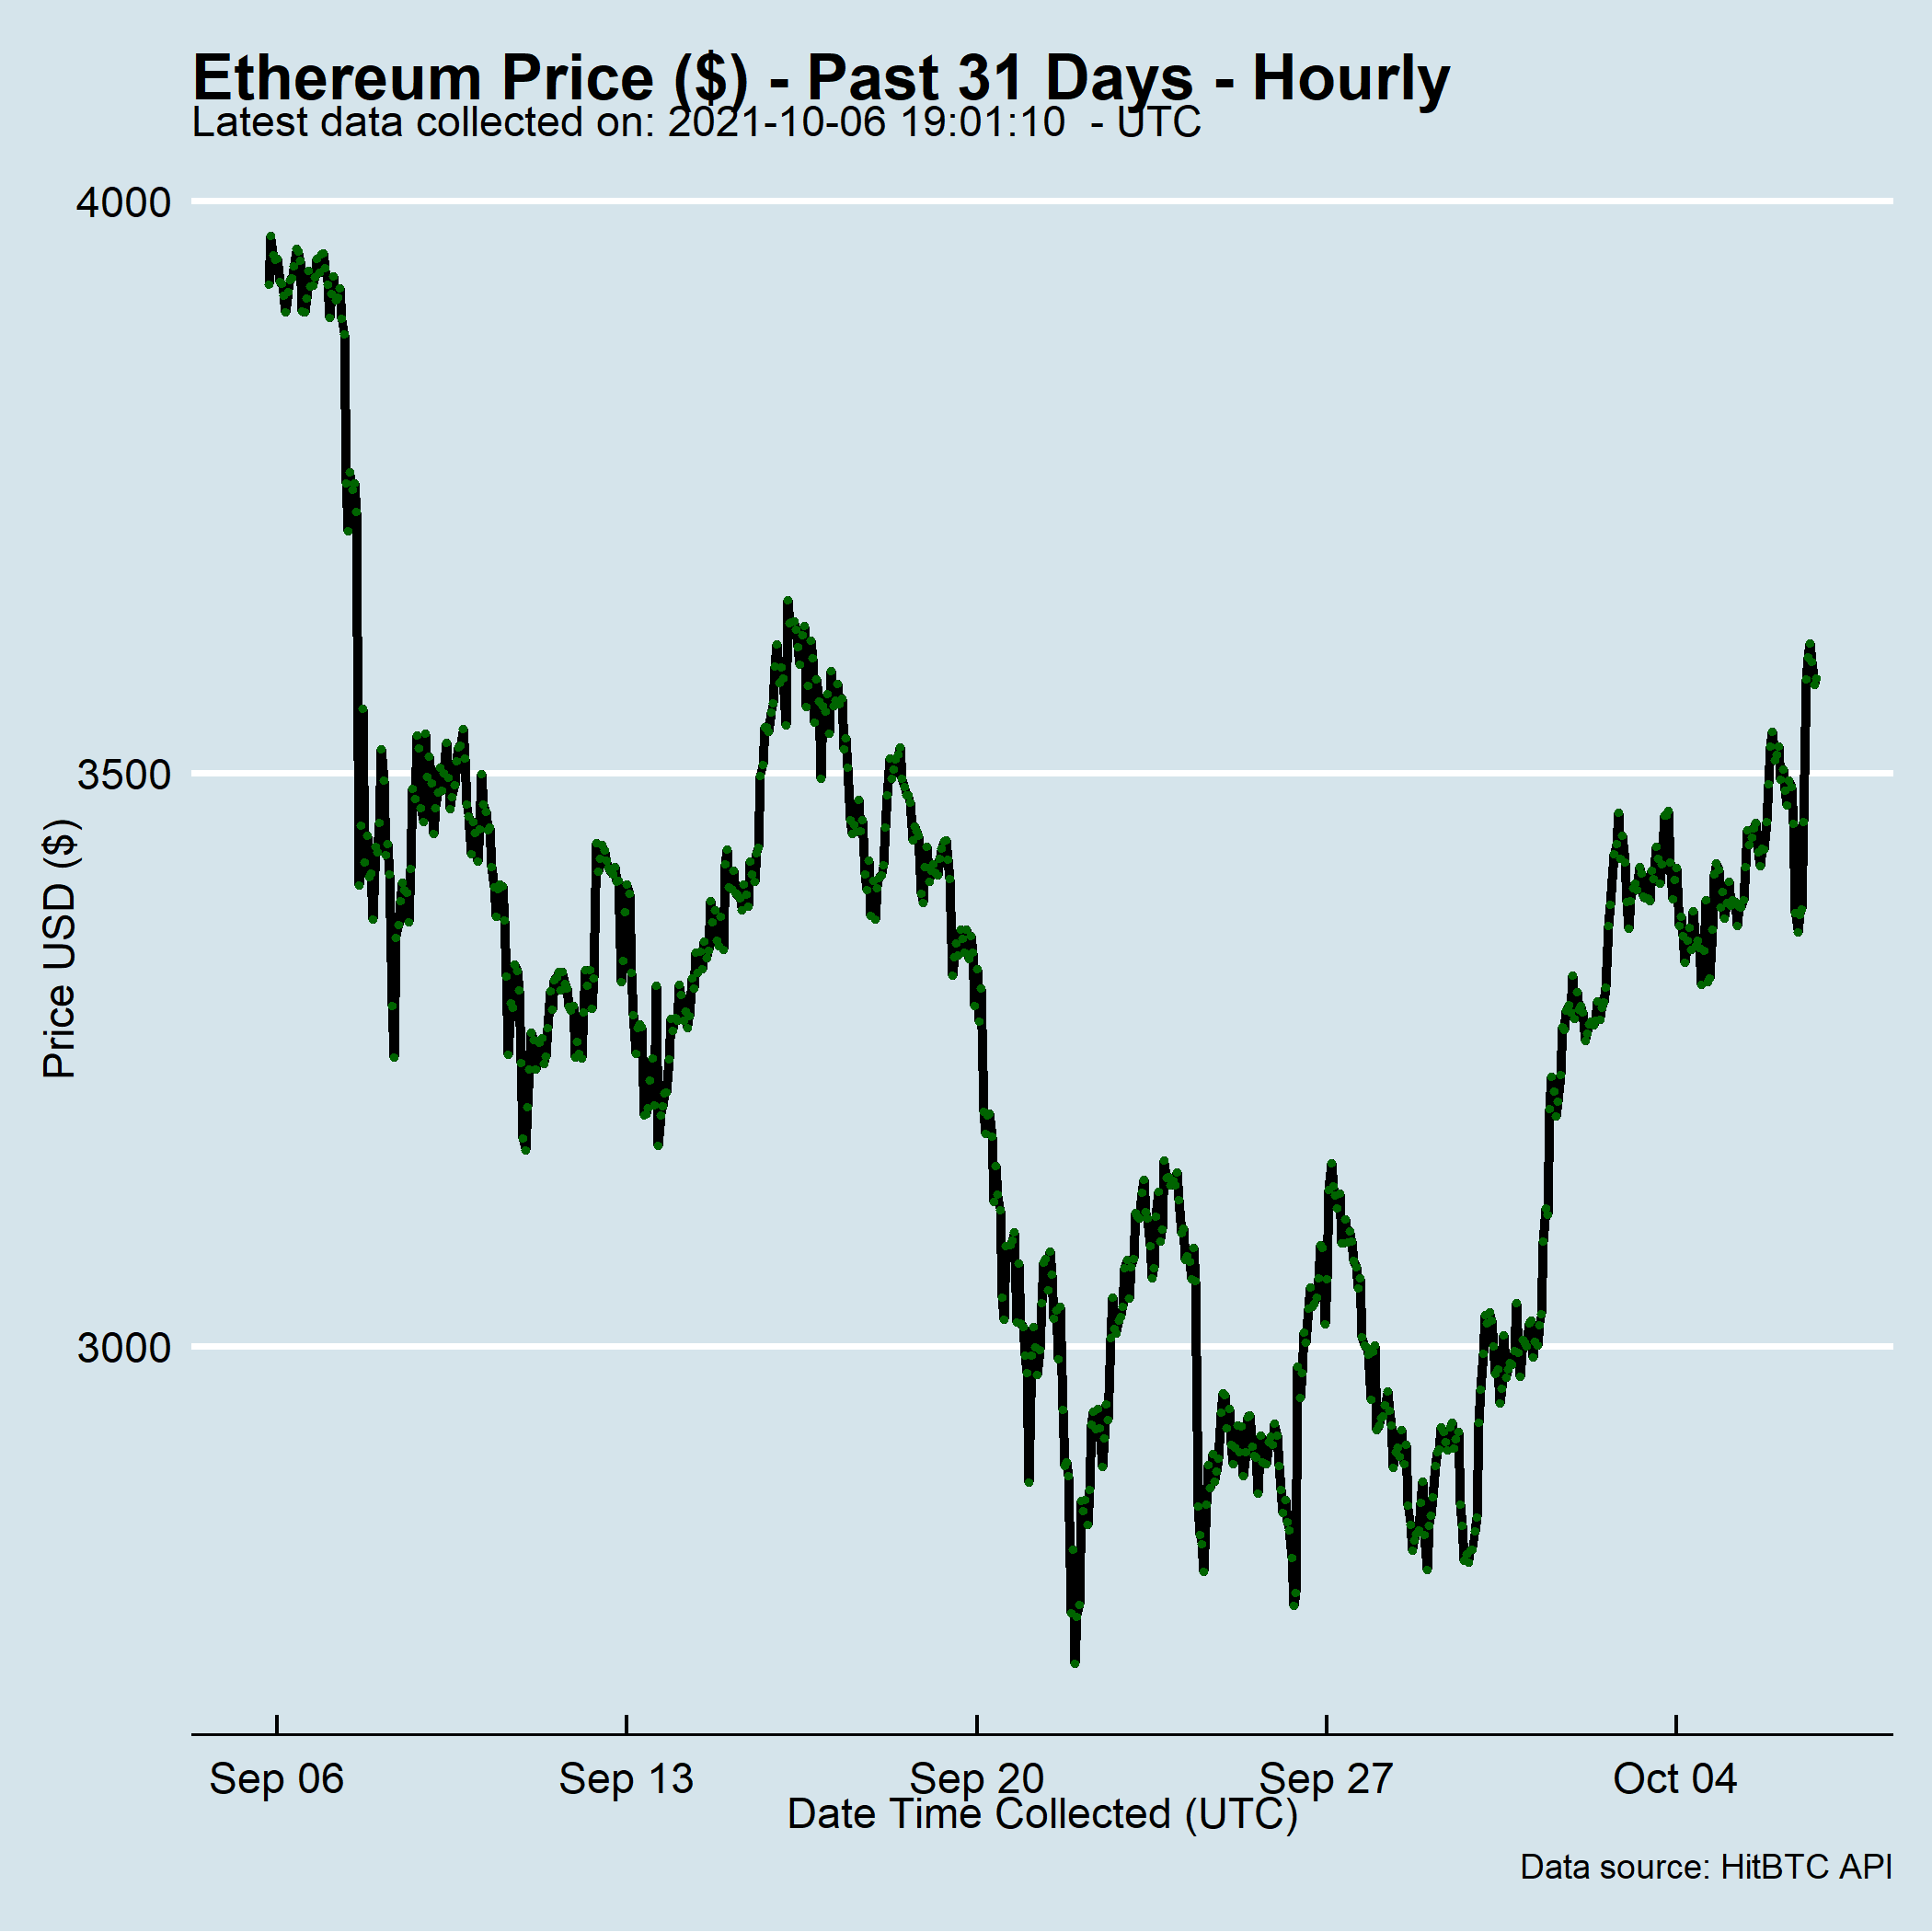 Ethereum Price ($) - Past 31 Days - Hourly
Latest data collected on: 2021-10-06 19:01:10  - UTC
4000
3500
3000
Price USD ($)
Sep 06
Sep 13
Sep 20
Sep 27
Oct 04
Date Time Collected (UTC)
Data source: HitBTC API